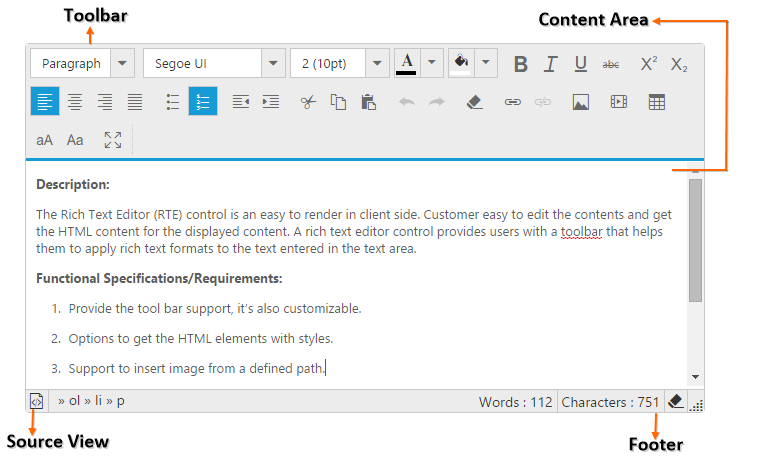 Toolbar
Content Area
Paragraph Segoe UI 2 (10pt) A B I U abc X² X₂
aA Aa
Description:
The Rich Text Editor (RTE) control is an easy to render in client side. Customer easy to edit the contents and get
the HTML content for the displayed content. A rich text editor control provides users with a toolbar that helps
them to apply rich text formats to the text entered in the text area.
Functional Specifications/Requirements:
1. Provide the tool bar support, it's also customizable.
2. Options to get the HTML elements with styles.
3. Support to insert image from a defined path.
» ol » li » p Words : 112 Characters : 751
Source View
Footer